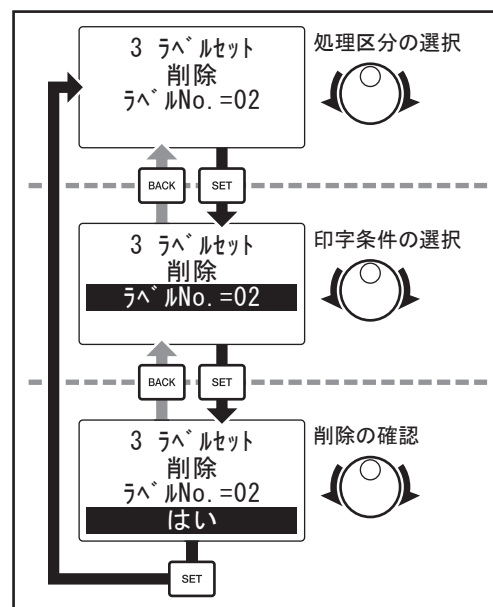 3 ﾗﾍﾞﾙｾｯﾄ
削除
ﾗﾍﾞﾙNo.=02
処理区分の選択
BACK
SET
3 ﾗﾍﾞﾙｾｯﾄ
削除
ﾗﾍﾞﾙNo.=02
印字条件の選択
BACK
SET
3 ﾗﾍﾞﾙｾｯﾄ
削除
ﾗﾍﾞﾙNo.=02
はい
削除の確認
SET